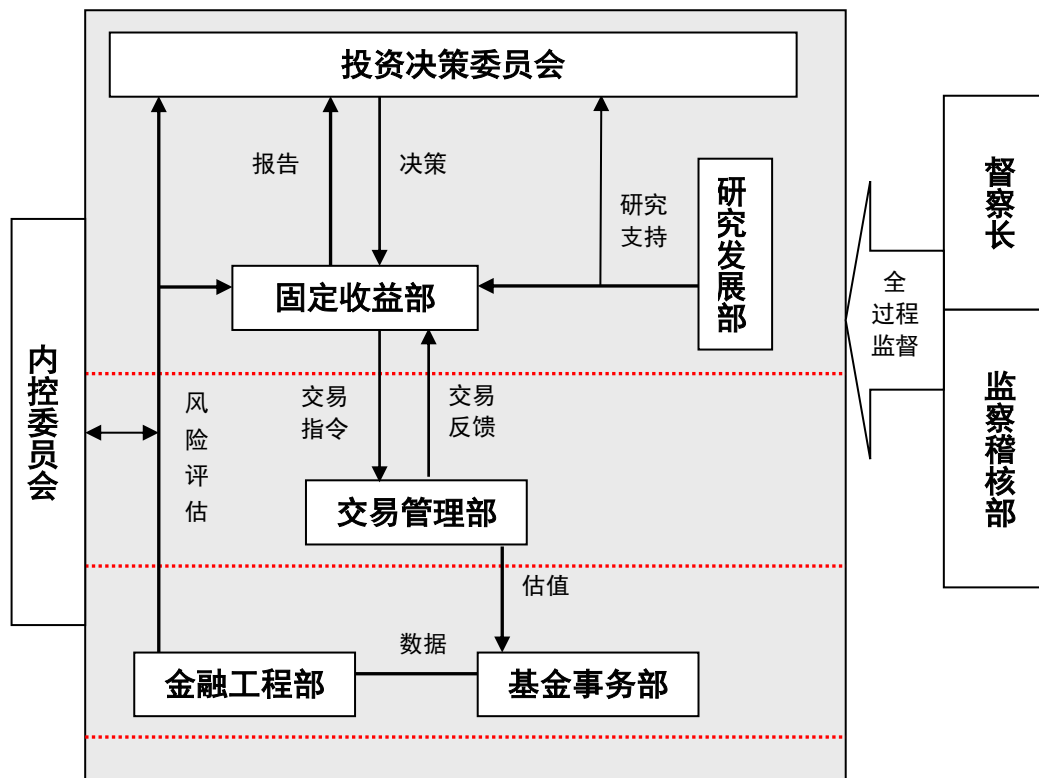 投资决策委员会
报告
决策
研究
支持
研究发展部
督察长
固定收益部
全
过程
监督
内控委员会
风险评估
交易
指令
交易
反馈
监察稽核部
交易管理部
估值
数据
金融工程部
基金事务部